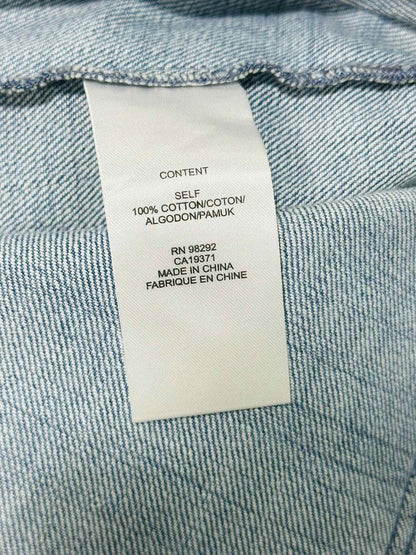 CONTENT
SELF
100% COTTON/COTON/
ALGODON/PAMUK
RN 98292
CA19371
MADE IN CHINA
FABRIQUE EN CHINE